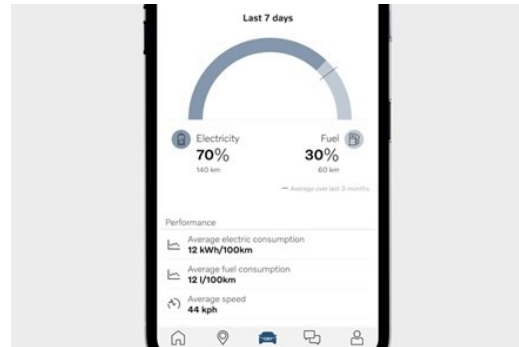 Last 7 days
Electricity
Fuel
70%
30%
140 km
60 km
Average over last 3 months
Performance
Average electric consumption
12 kWh/100km
Average fuel consumption
12 l/100km
Average speed
44 kph